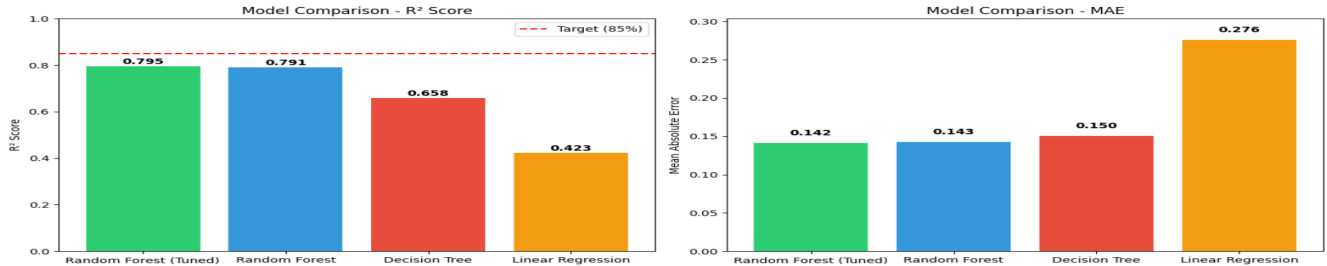 Model Comparison - R² Score
1.0
0.8
0.6
0.4
0.2
0.0
R² Score
Target (85%)
0.795
0.791
0.658
0.423
Random Forest (Tuned)
Random Forest
Decision Tree
Linear Regression
Model Comparison - MAE
0.30
0.25
0.20
0.15
0.10
0.05
0.00
Mean Absolute Error
0.142
0.143
0.150
0.276
Random Forest (Tuned)
Random Forest
Decision Tree
Linear Regression